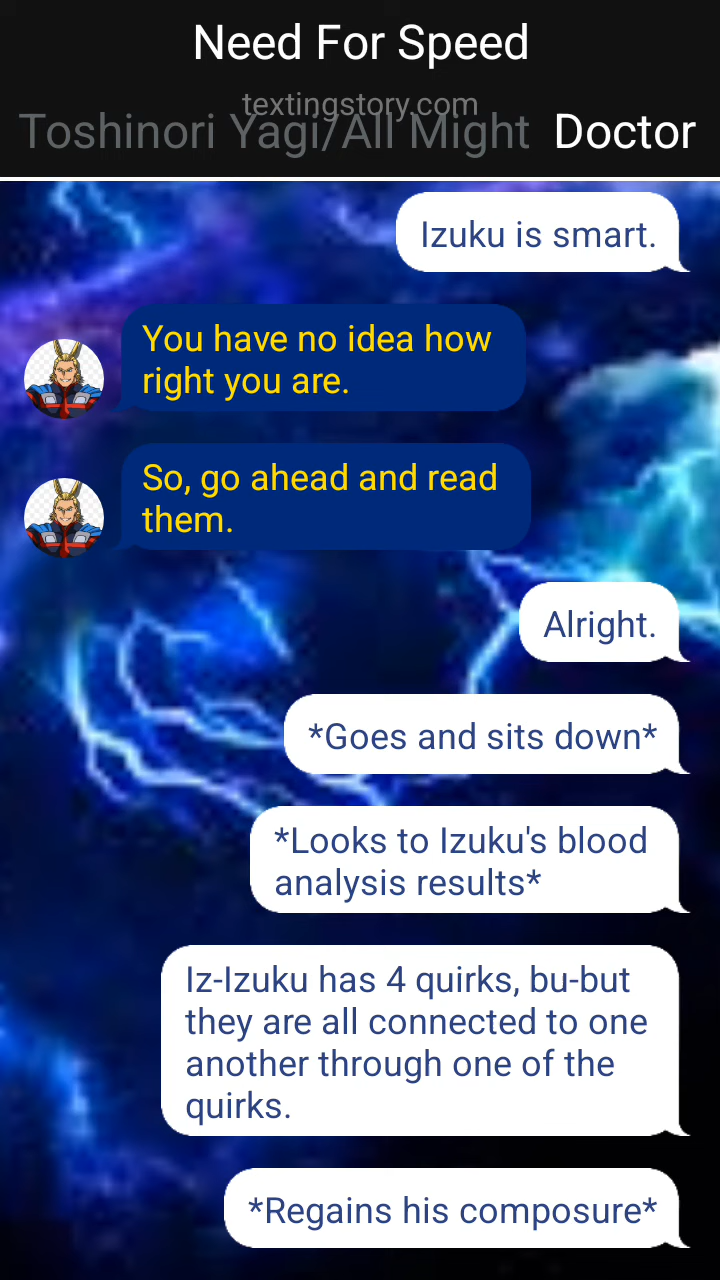 Need For Speed
textingstory.com
Toshinori Yagi/All Might Doctor
Izuku is smart.
You have no idea how
right you are.
So, go ahead and read
them.
Alright.
*Goes and sits down*
*Looks to Izuku's blood
analysis results*
Iz-Izuku has 4 quirks, bu-but
they are all connected to one
another through one of the
quirks.
*Regains his composure*